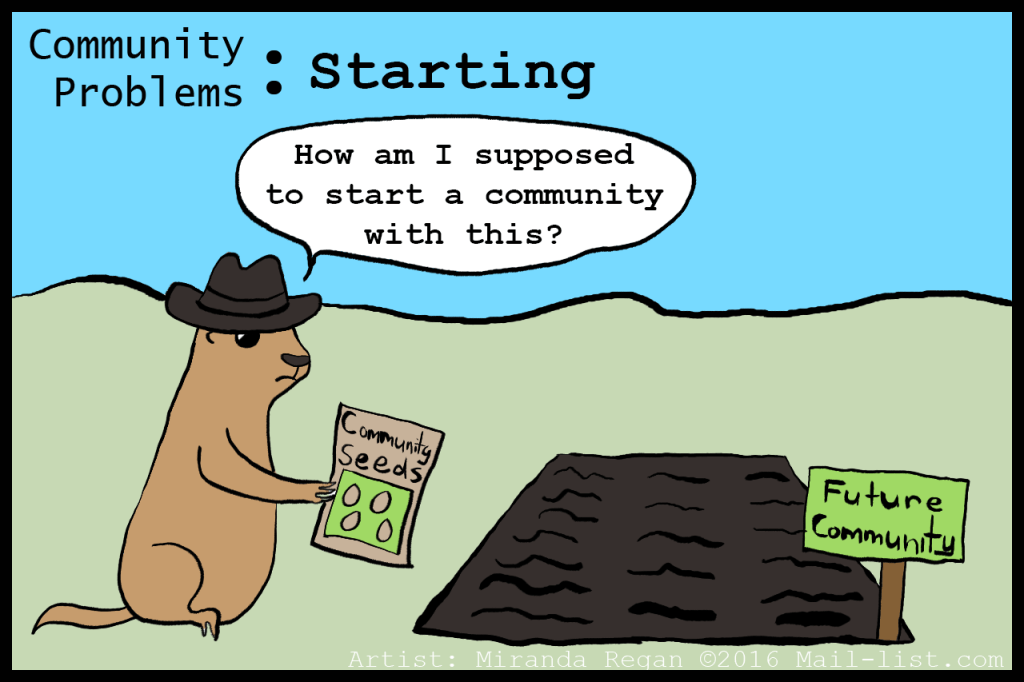 Community
Problems
: Starting
How am I supposed
to start a community
with this?
Community
Seeds
Future
Community
Artist: Miranda Regan ©2016 Mail-list.com